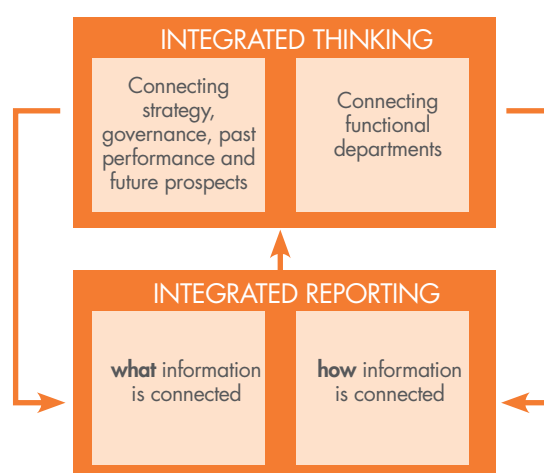 INTEGRATED THINKING
Connecting
strategy,
governance, past
performance and
future prospects
Connecting
functional
departments
INTEGRATED REPORTING
what information
is connected
how information
is connected